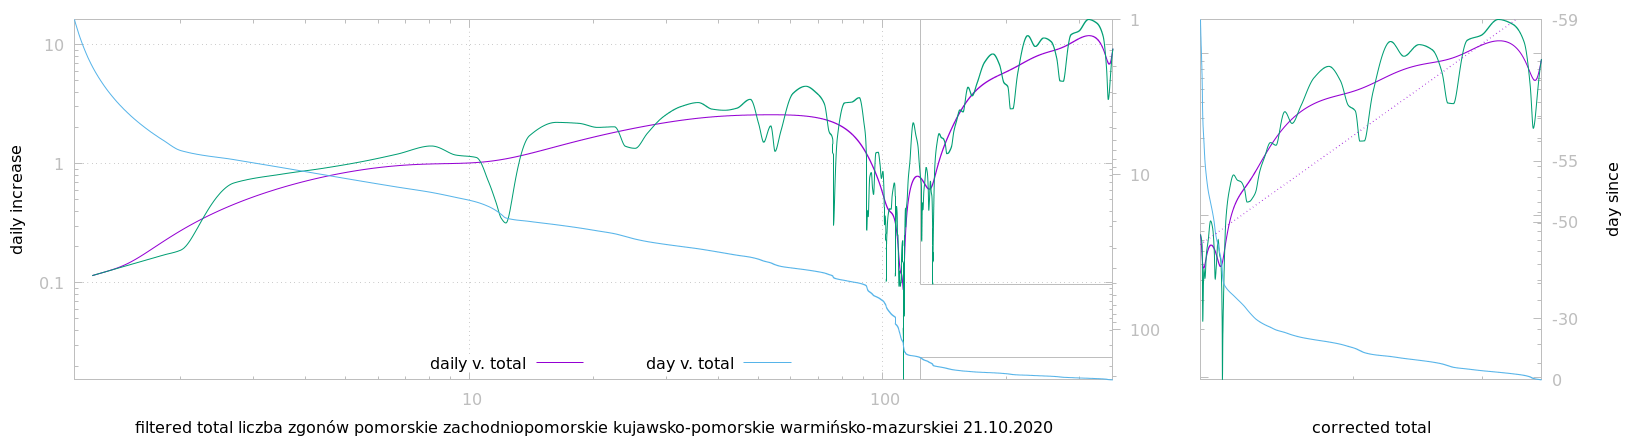 10
1
0.1
daily increase
daily v. total
day v. total
10
100
1
10
100
filtered total liczba zgonów pomorskie zachodniopomorskie kujawsko-pomorskie warmińsko-mazurskiei 21.10.2020
-59
-55
-50
-30
0
day since
corrected total